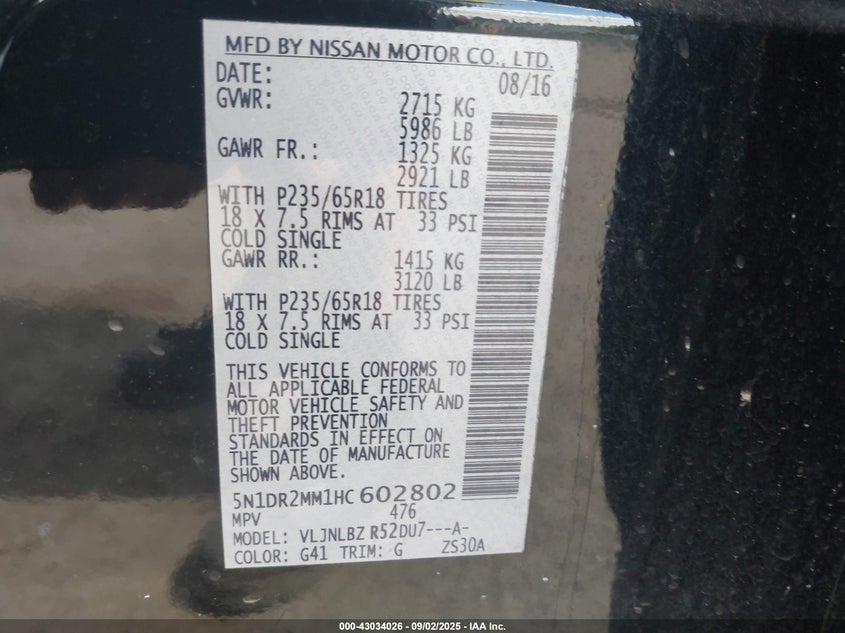 MFD BY NISSAN MOTOR CO., LTD.
DATE: 08/16
GVWR: 2715 KG
5986 LB
GAWR FR.: 1325 KG
2921 LB
WITH P235/65R18 TIRES
18 X 7.5 RIMS AT 33 PSI
COLD SINGLE
GAWR RR.: 1415 KG
3120 LB
WITH P235/65R18 TIRES
18 X 7.5 RIMS AT 33 PSI
COLD SINGLE
THIS VEHICLE CONFORMS TO
ALL APPLICABLE FEDERAL
MOTOR VEHICLE SAFETY AND
THEFT PREVENTION
STANDARDS IN EFFECT ON
THE DATE OF MANUFACTURE
SHOWN ABOVE.
5N1DR2MM1HC 602802
MPV 476
MODEL: VLJNLBZ R52DU7---A-
COLOR: G41 TRIM: G ZS30A
000-43034026 - 09/02/2025 - IAA Inc.